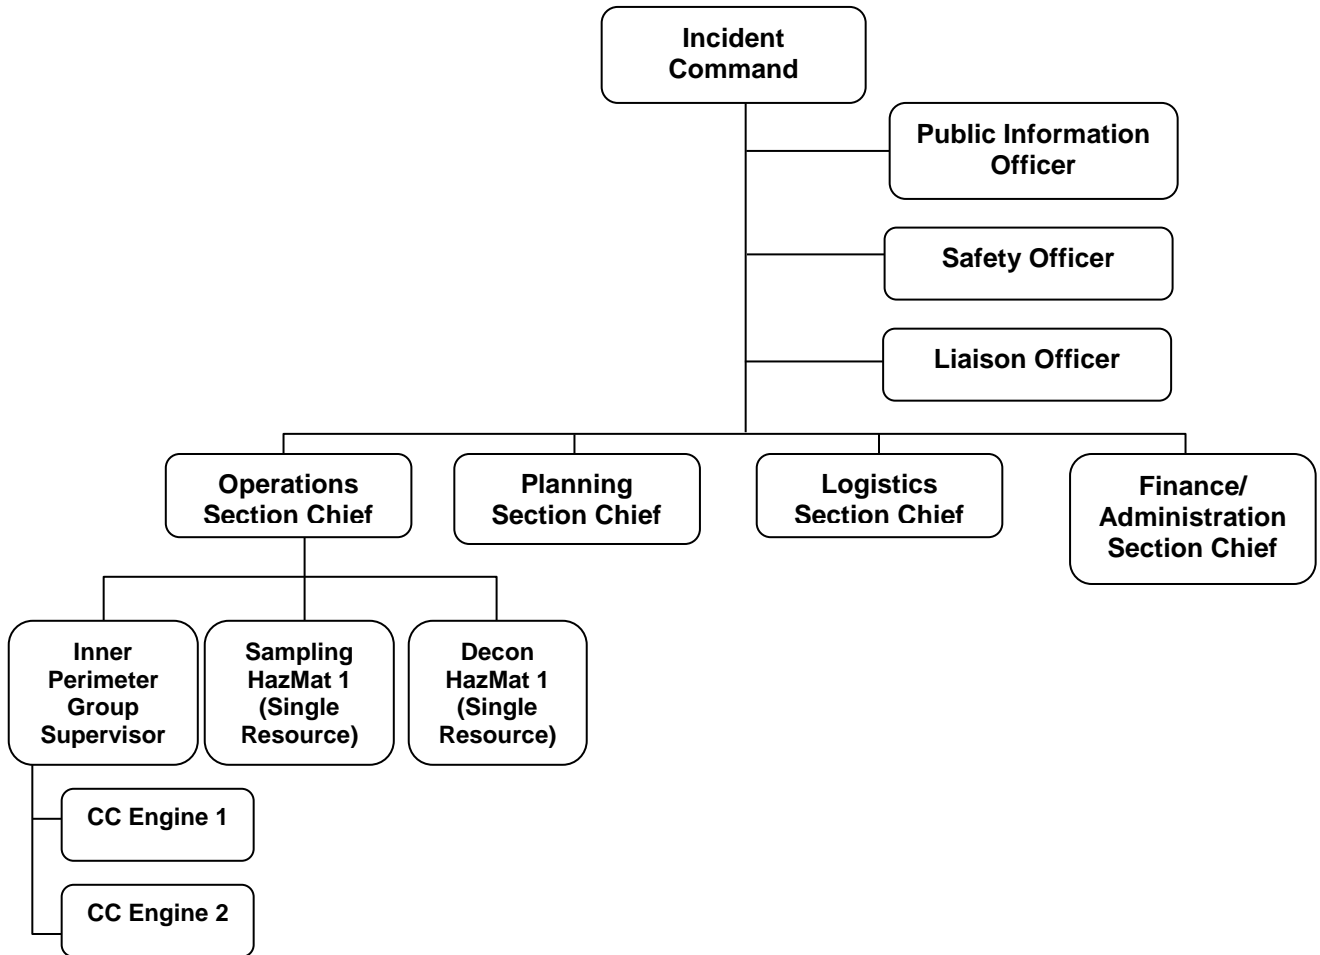 Incident
Command
Public Information
Officer
Safety Officer
Liaison Officer
Operations
Section Chief
Planning
Section Chief
Logistics
Section Chief
Finance/
Administration
Section Chief
Inner
Perimeter
Group
Supervisor
Sampling
HazMat 1
(Single
Resource)
Decon
HazMat 1
(Single
Resource)
CC Engine 1
CC Engine 2